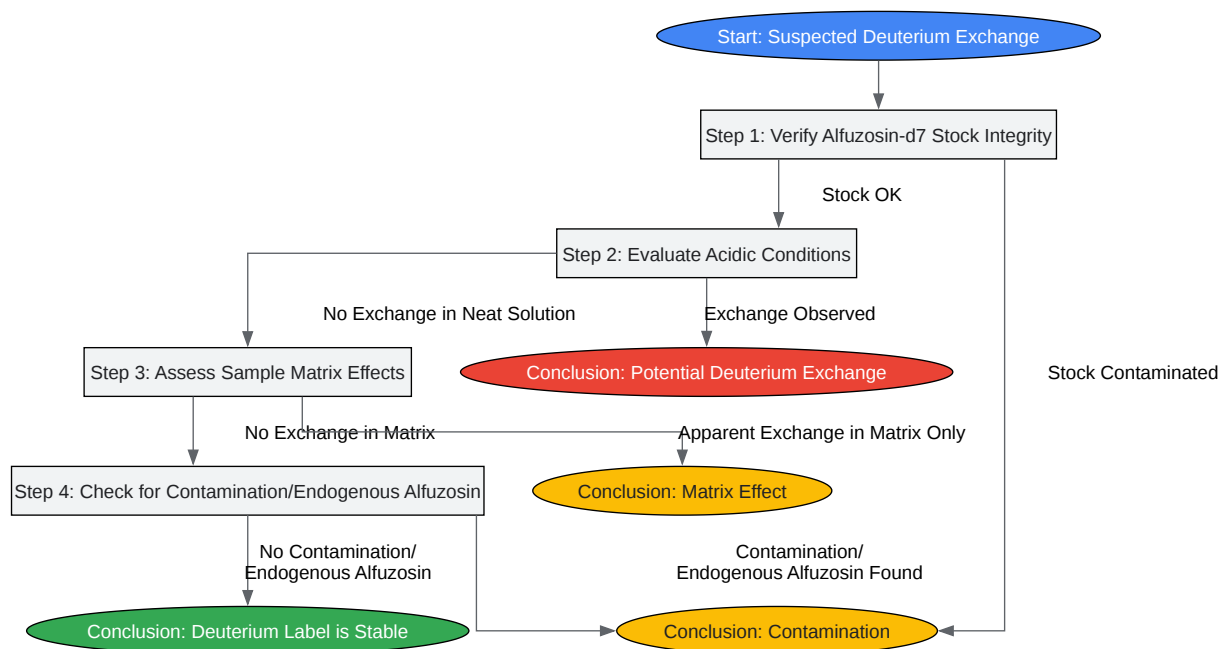 Start: Suspected Deuterium Exchange
Step 1: Verify Alfuzosin-d7 Stock Integrity
Stock OK
Step 2: Evaluate Acidic Conditions
No Exchange in Neat Solution
Exchange Observed
Step 3: Assess Sample Matrix Effects
Conclusion: Potential Deuterium Exchange
Stock Contaminated
No Exchange in Matrix
Apparent Exchange in Matrix Only
Step 4: Check for Contamination/Endogenous Alfuzosin
Conclusion: Matrix Effect
No Contamination/
Endogenous Alfuzosin
Contamination/
Endogenous Alfuzosin Found
Conclusion: Deuterium Label is Stable
Conclusion: Contamination